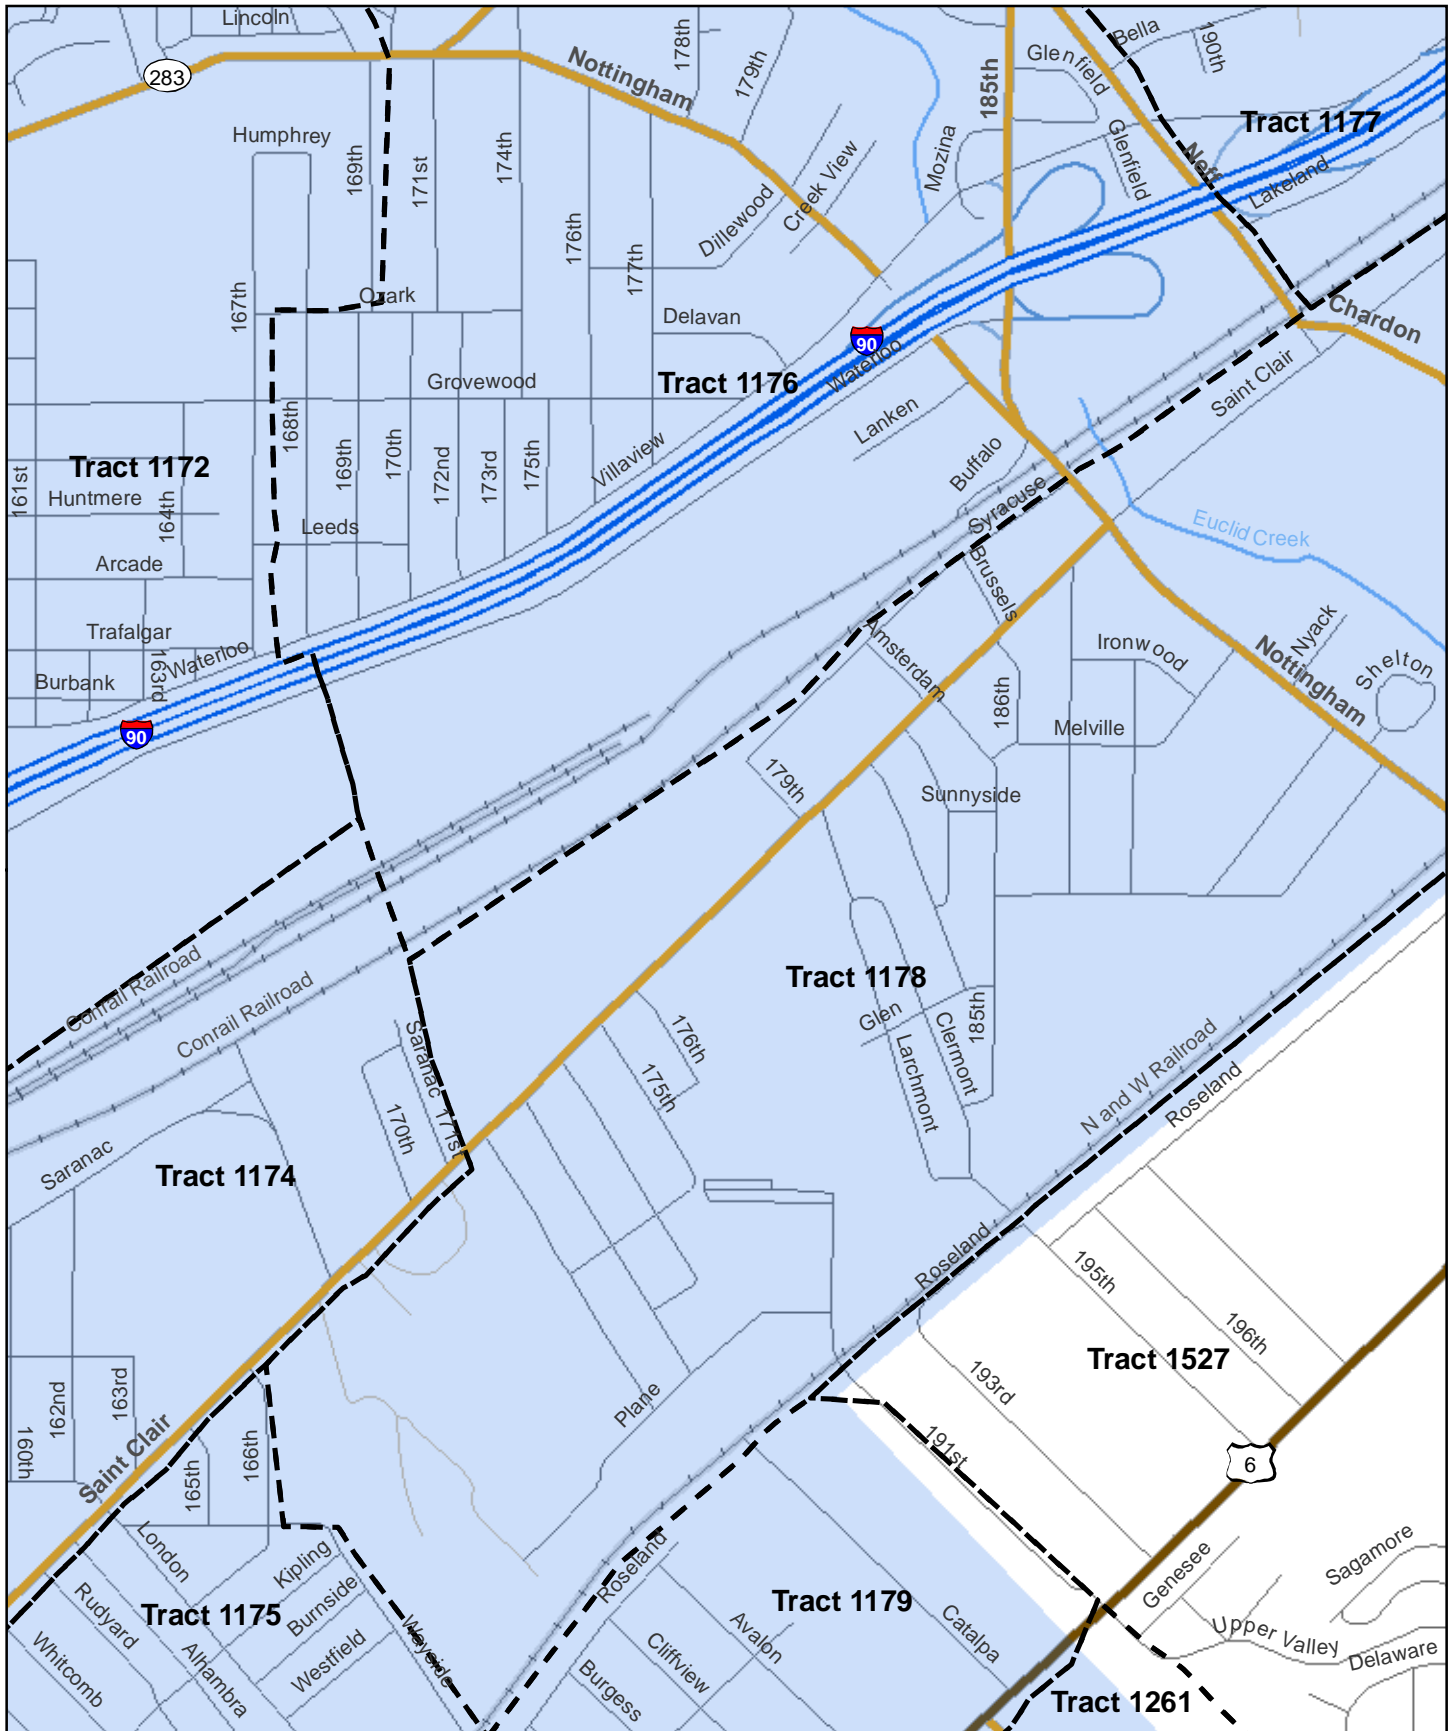 Lincoln
178th
179th
Nottingham
283
185th
Glenfield
Bella
190th
Tract 1177
Humphrey
169th
171st
174th
Mozina
Glenfield
Neff
Lakeland
Creek View
Dillewood
176th
177th
167th
Ozark
Delavan
Chardon
90
Waterloo
Grovewood
Tract 1176
Saint Clair
Lanken
168th
169th
170th
172nd
173rd
175th
Villaview
Buffalo
Tract 1172
161st
Huntmere
164th
Leeds
Syracuse
Euclid Creek
Arcade
Brussels
Trafalgar
Waterloo
163rd
Burbank
Amsterdam
Ironwood
Nyack
Nottingham
Shelton
186th
Melville
90
179th
Sunnyside
Conrail Railroad
Conrail Railroad
Tract 1178
Glen
Clermont
185th
Larchmont
Saranac
176th
175th
N and W Railroad
Roseland
170th
171st
Saranac
Tract 1174
Roseland
195th
196th
Tract 1527
193rd
Plane
160th
162nd
163rd
Saint Clair
166th
165th
191st
6
London
Kipling
Roseland
Genesee
Sagamore
Rudyard
Tract 1175
Burnside
Wayside
Tract 1179
Catalpa
Upper Valley
Delaware
Whitcomb
Alhambra
Westfield
Cliffview
Avalon
Burgess
Tract 1261